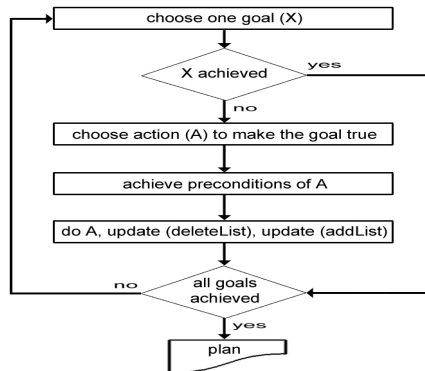 choose one goal (X)
yes
X achieved
no
choose action (A) to make the goal true
achieve preconditions of A
do A, update (deleteList), update (addList)
no
all goals
achieved
yes
plan